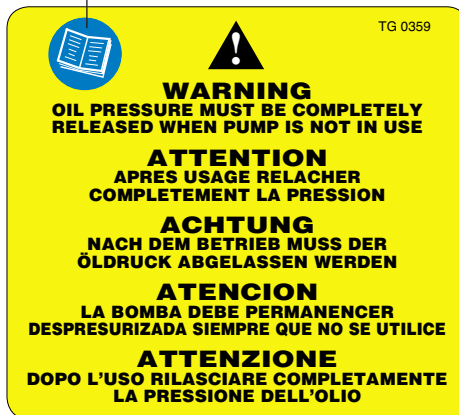 TG 0359
WARNING
OIL PRESSURE MUST BE COMPLETELY
RELEASED WHEN PUMP IS NOT IN USE
ATTENTION
APRES USAGE RELACHER
COMPLETEMENT LA PRESSION
ACHTUNG
NACH DEM BETRIEB MUSS DER
ÖLDRUCK ABGELASSEN WERDEN
ATENCION
LA BOMBA DEBE PERMANENCER
DESPRESURIZADA SIEMPRE QUE NO SE UTILICE
ATTENZIONE
DOPO L'USO RILASCIARE COMPLETAMENTE
LA PRESSIONE DELL'OLIO